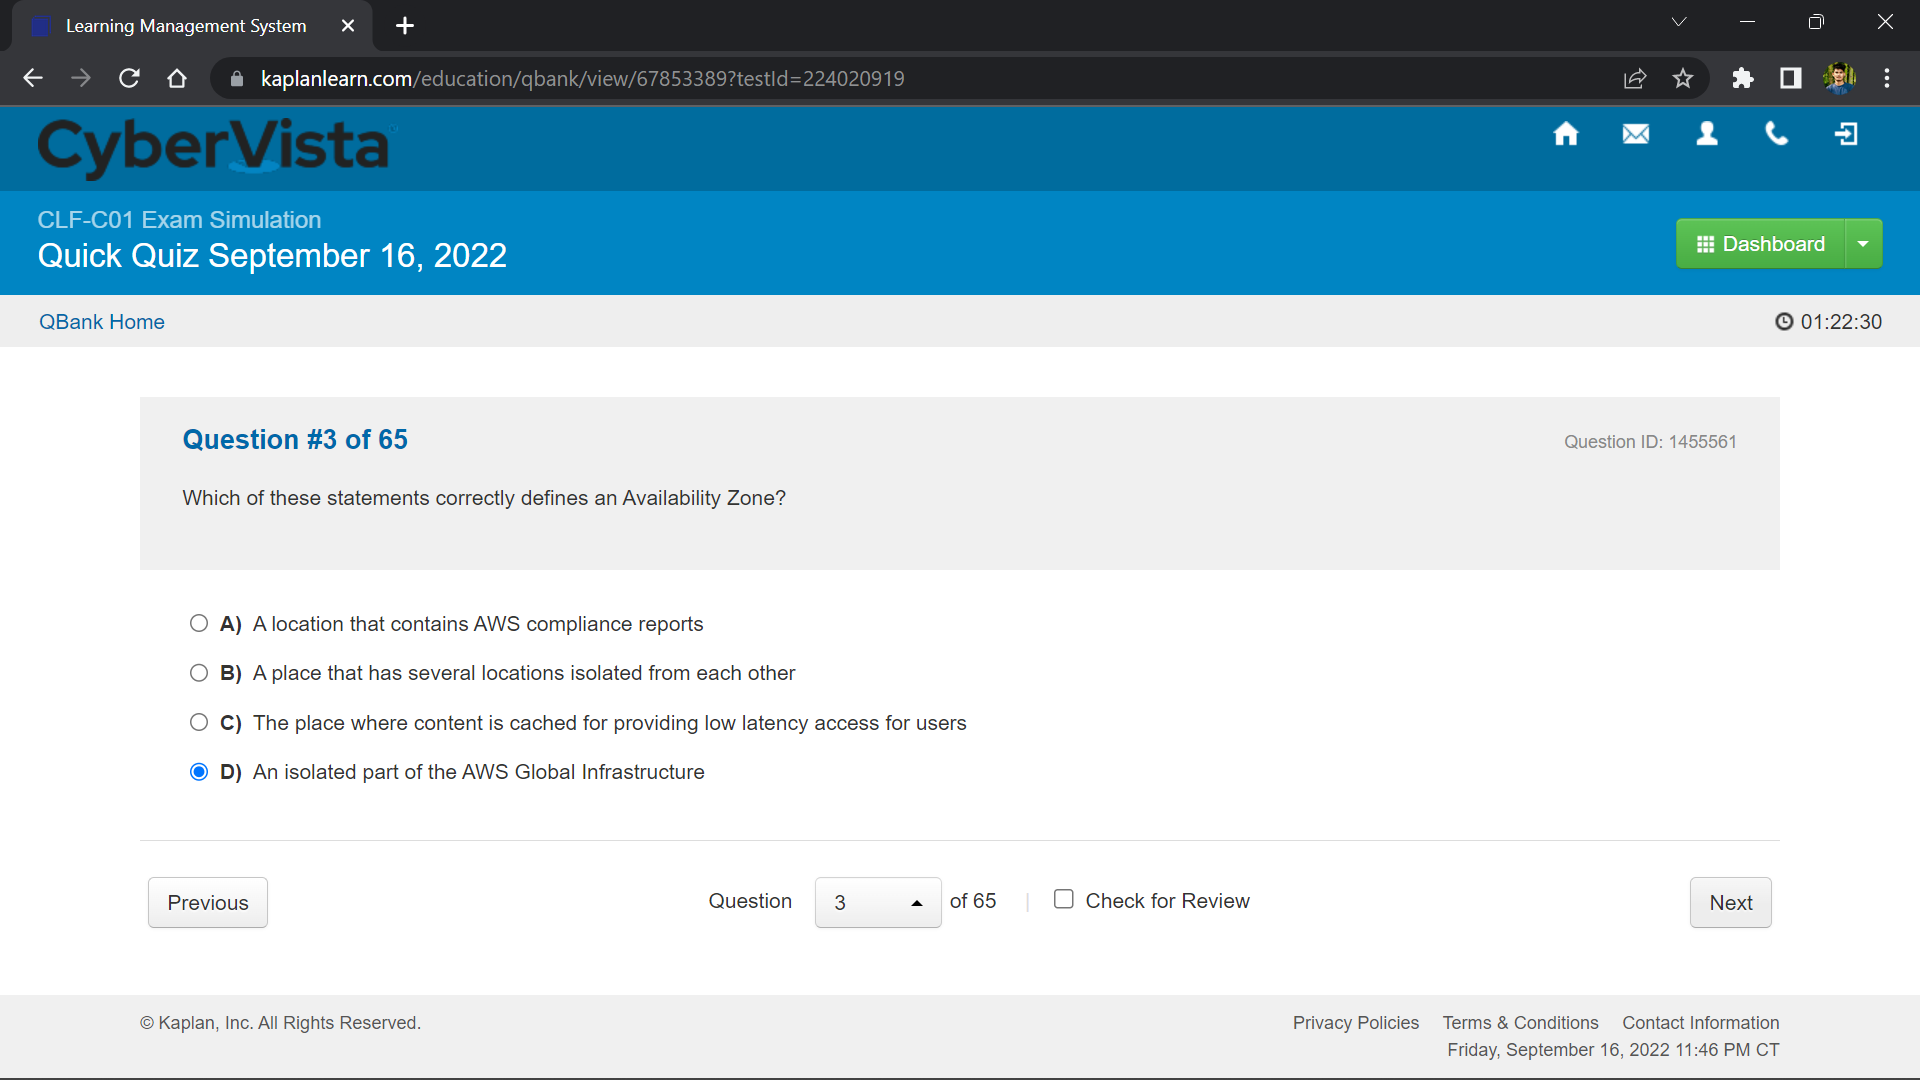 Learning Management System
kaplanlearn.com/education/qbank/view/67853389?testId=224020919
CyberVista
CLF-C01 Exam Simulation
Quick Quiz September 16, 2022
Dashboard
QBank Home
01:22:30
Question #3 of 65
Question ID: 1455561
Which of these statements correctly defines an Availability Zone?
A) A location that contains AWS compliance reports
B) A place that has several locations isolated from each other
C) The place where content is cached for providing low latency access for users
D) An isolated part of the AWS Global Infrastructure
Previous
Question 3 of 65 | Check for Review
Next
© Kaplan, Inc. All Rights Reserved.
Privacy Policies Terms & Conditions Contact Information
Friday, September 16, 2022 11:46 PM CT